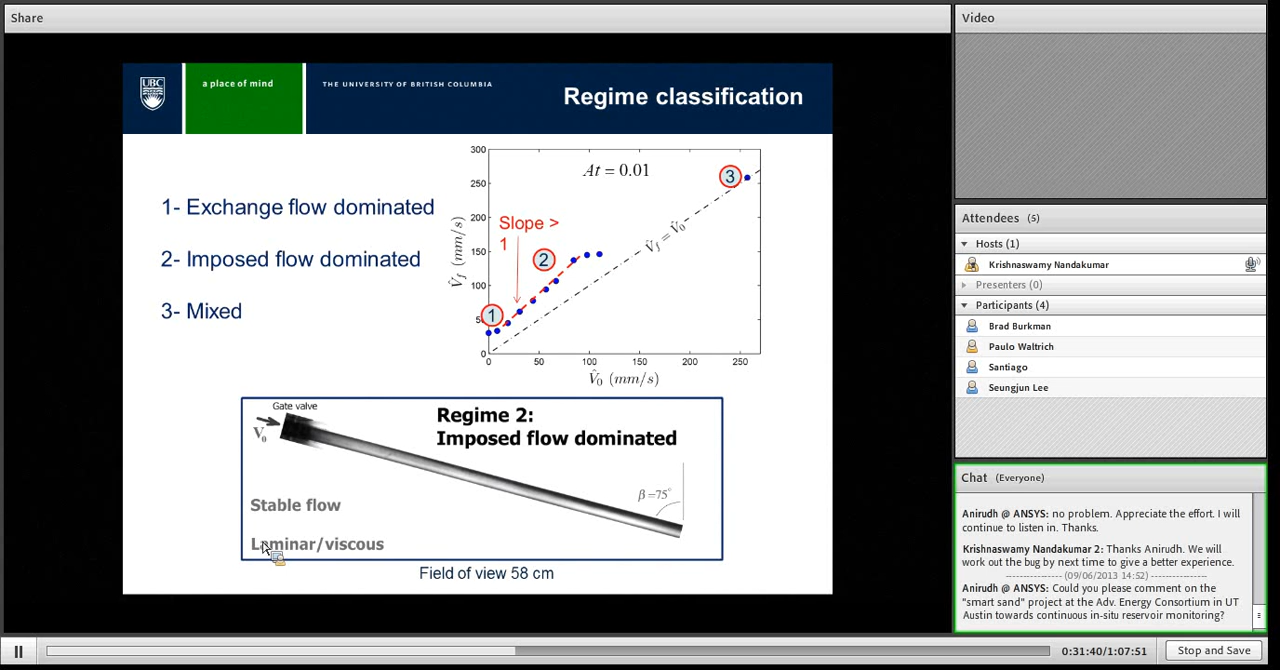 Share
UBC
a place of mind
THE UNIVERSITY OF BRITISH COLUMBIA
Regime classification
1- Exchange flow dominated
2- Imposed flow dominated
3- Mixed
At = 0.01
Slope >
1
1
2
3
V̂f = V̂0
V̂f (mm/s)
300
250
200
150
100
50
0
0 50 100 150 200 250
V̂0 (mm/s)
Gate valve
V0
Regime 2:
Imposed flow dominated
β =75°
Stable flow
Laminar/viscous
Field of view 58 cm
Video
Attendees (5)
Hosts (1)
Krishnaswamy Nandakumar
Presenters (0)
Participants (4)
Brad Burkman
Paulo Waltrich
Santiago
Seungjun Lee
Chat (Everyone)
Anirudh @ ANSYS: no problem. Appreciate the effort. I will
continue to listen in. Thanks.
Krishnaswamy Nandakumar 2: Thanks Anirudh. We will
work out the bug by next time to give a better experience.
---------------- (09/06/2013 14:52) ----------------
Anirudh @ ANSYS: Could you please comment on the
"smart sand" project at the Adv. Energy Consortium in UT
Austin towards continuous in-situ reservoir monitoring?
0:31:40/1:07:51
Stop and Save